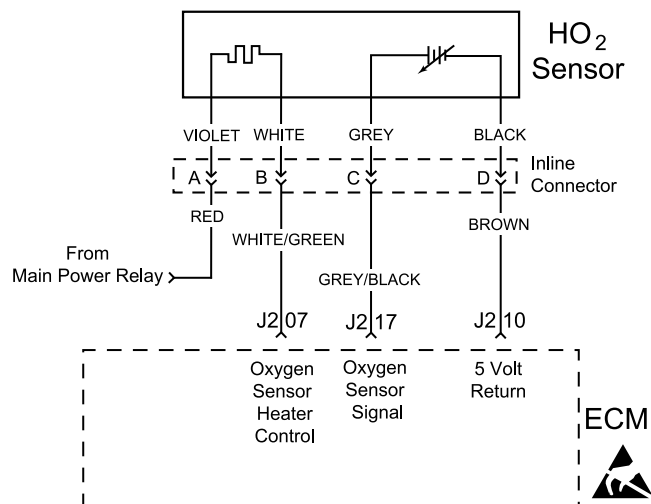 HO2
Sensor
VIOLET WHITE GREY BLACK
A B C D
Inline
Connector
RED
WHITE/GREEN
BROWN
From
Main Power Relay
GREY/BLACK
J2 07 J2 17 J2 10
Oxygen
Sensor
Heater
Control
Oxygen
Sensor
Signal
5 Volt
Return
ECM